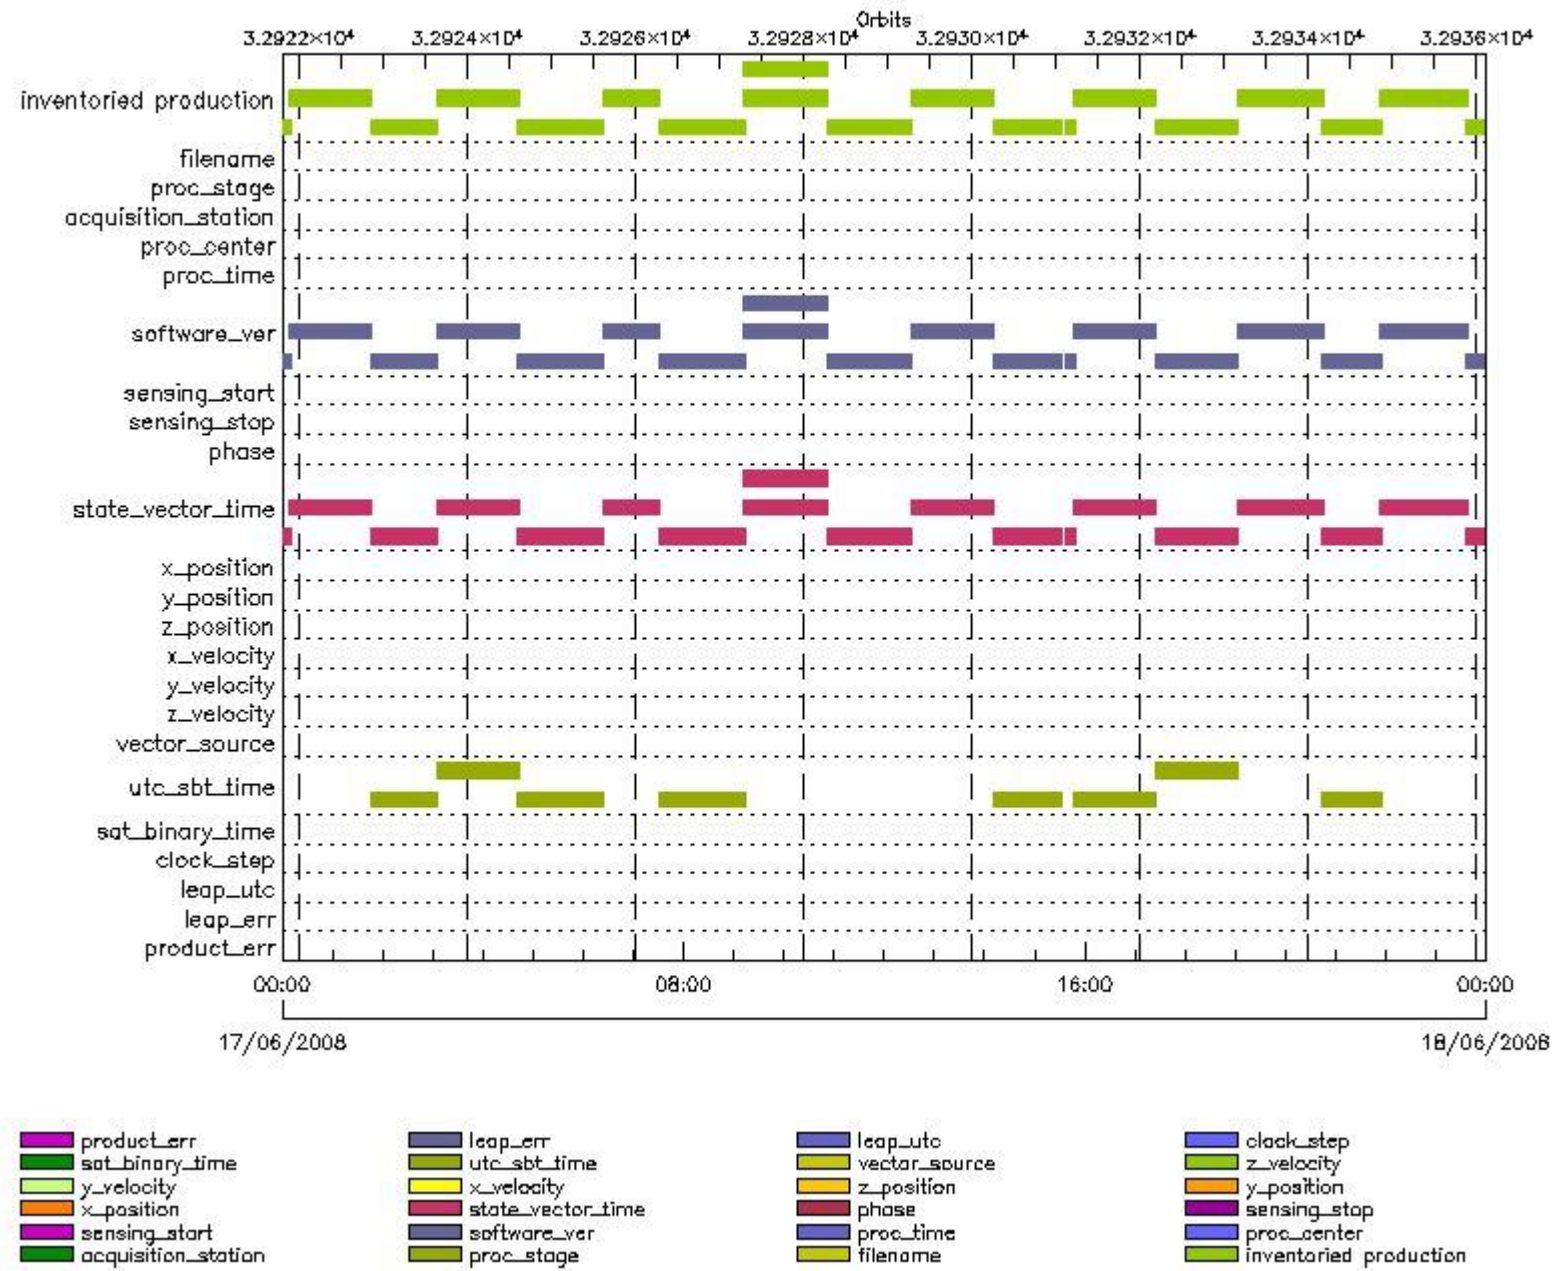 Orbits
3.2922×10⁴ 3.2924×10⁴ 3.2926×10⁴ 3.2928×10⁴ 3.2930×10⁴ 3.2932×10⁴ 3.2934×10⁴ 3.2936×10⁴
inventoried production
filename
proc_stage
acquisition_station
proc_center
proc_time
software_ver
sensing_start
sensing_stop
phase
state_vector_time
x_position
y_position
z_position
x_velocity
y_velocity
z_velocity
vector_source
utc_sbt_time
sat_binary_time
clock_step
leap_utc
leap_err
product_err
00:00 08:00 16:00 00:00
17/06/2008 18/06/2008
product_err leap_err leap_utc clock_step
sat_binary_time utc_sbt_time vector_source z_velocity
y_velocity x_velocity z_position y_position
x_position state_vector_time phase sensing_stop
sensing_start software_ver proc_time proc_center
acquisition_station proc_stage filename inventoried production